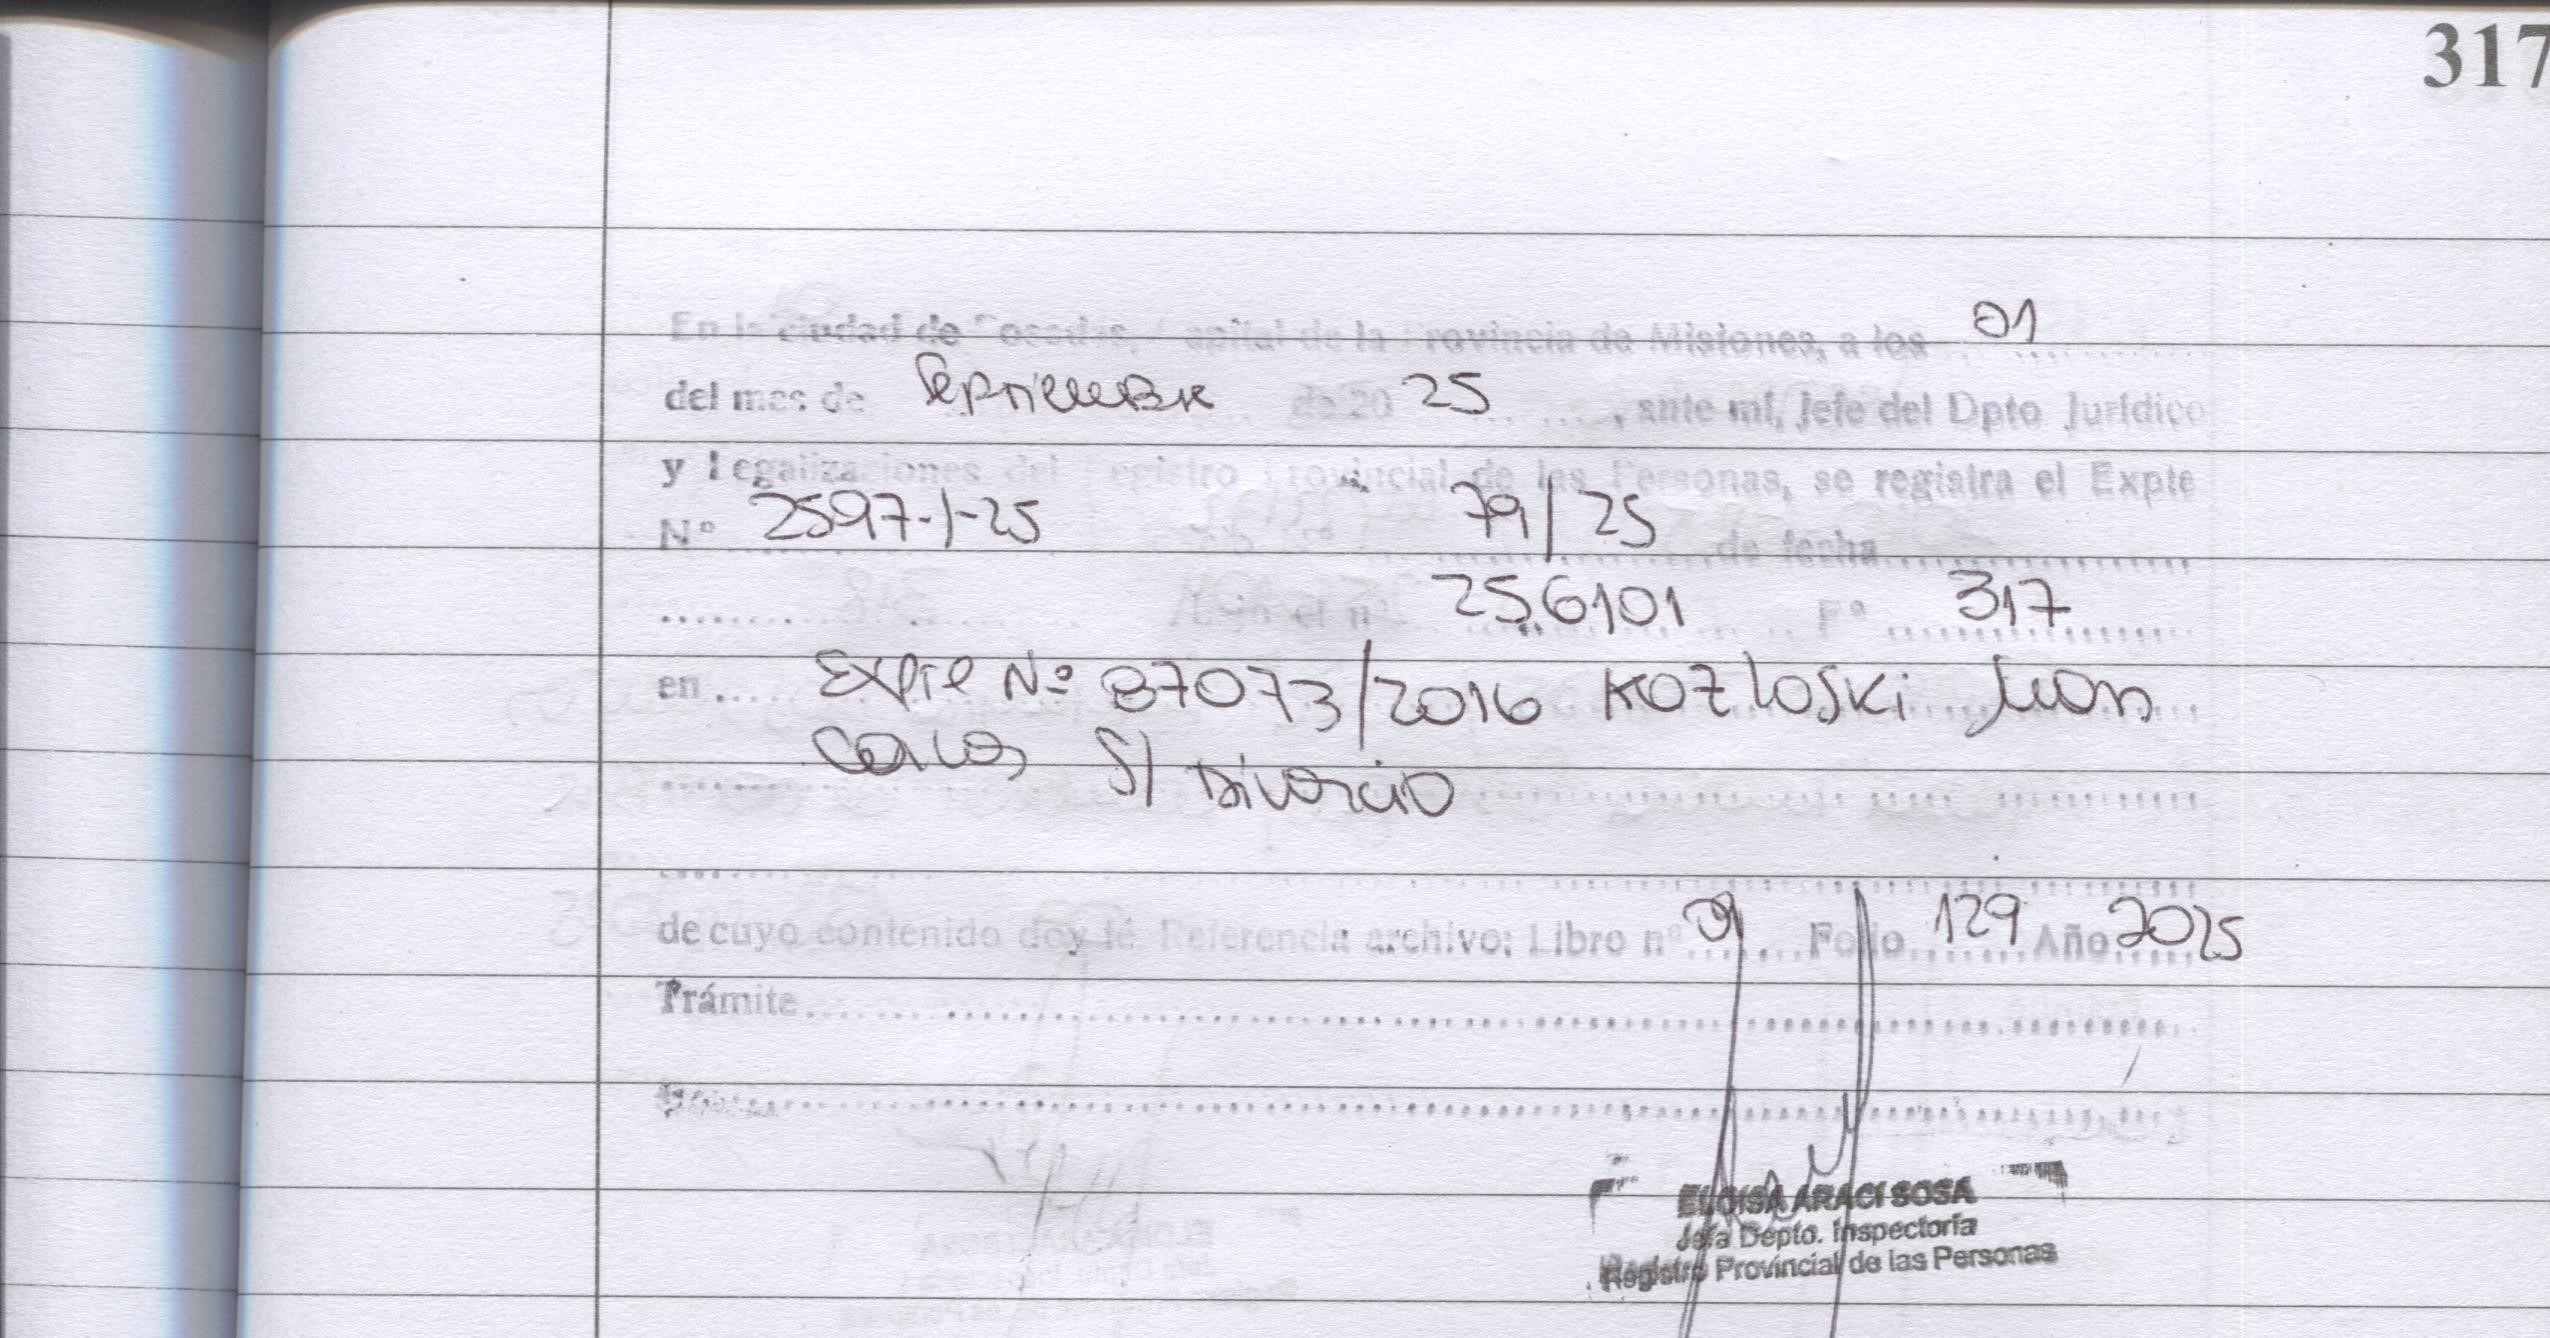 317
En la ciudad de Posadas, Capital de la Provincia de Misiones, a los 01
del mes de Septiembre de 20 25, ante mí, Jefe del Dpto Jurídico
y Legalizaciones del Registro Provincial de las Personas, se registra el Expte
Nº 2597-1-25 79/25 de fecha
bajo el nº 256101 Fº 317
en Expte Nº 87073/2016 KOZLOSKI Juan
Carlos S/ Divorcio
de cuyo contenido doy fé Referencia archivo: Libro nº 01 Folio 129 Año 2025
Trámite
ELOISA ARACI SOSA
Jefa Depto. Inspectoría
Registro Provincial de las Personas